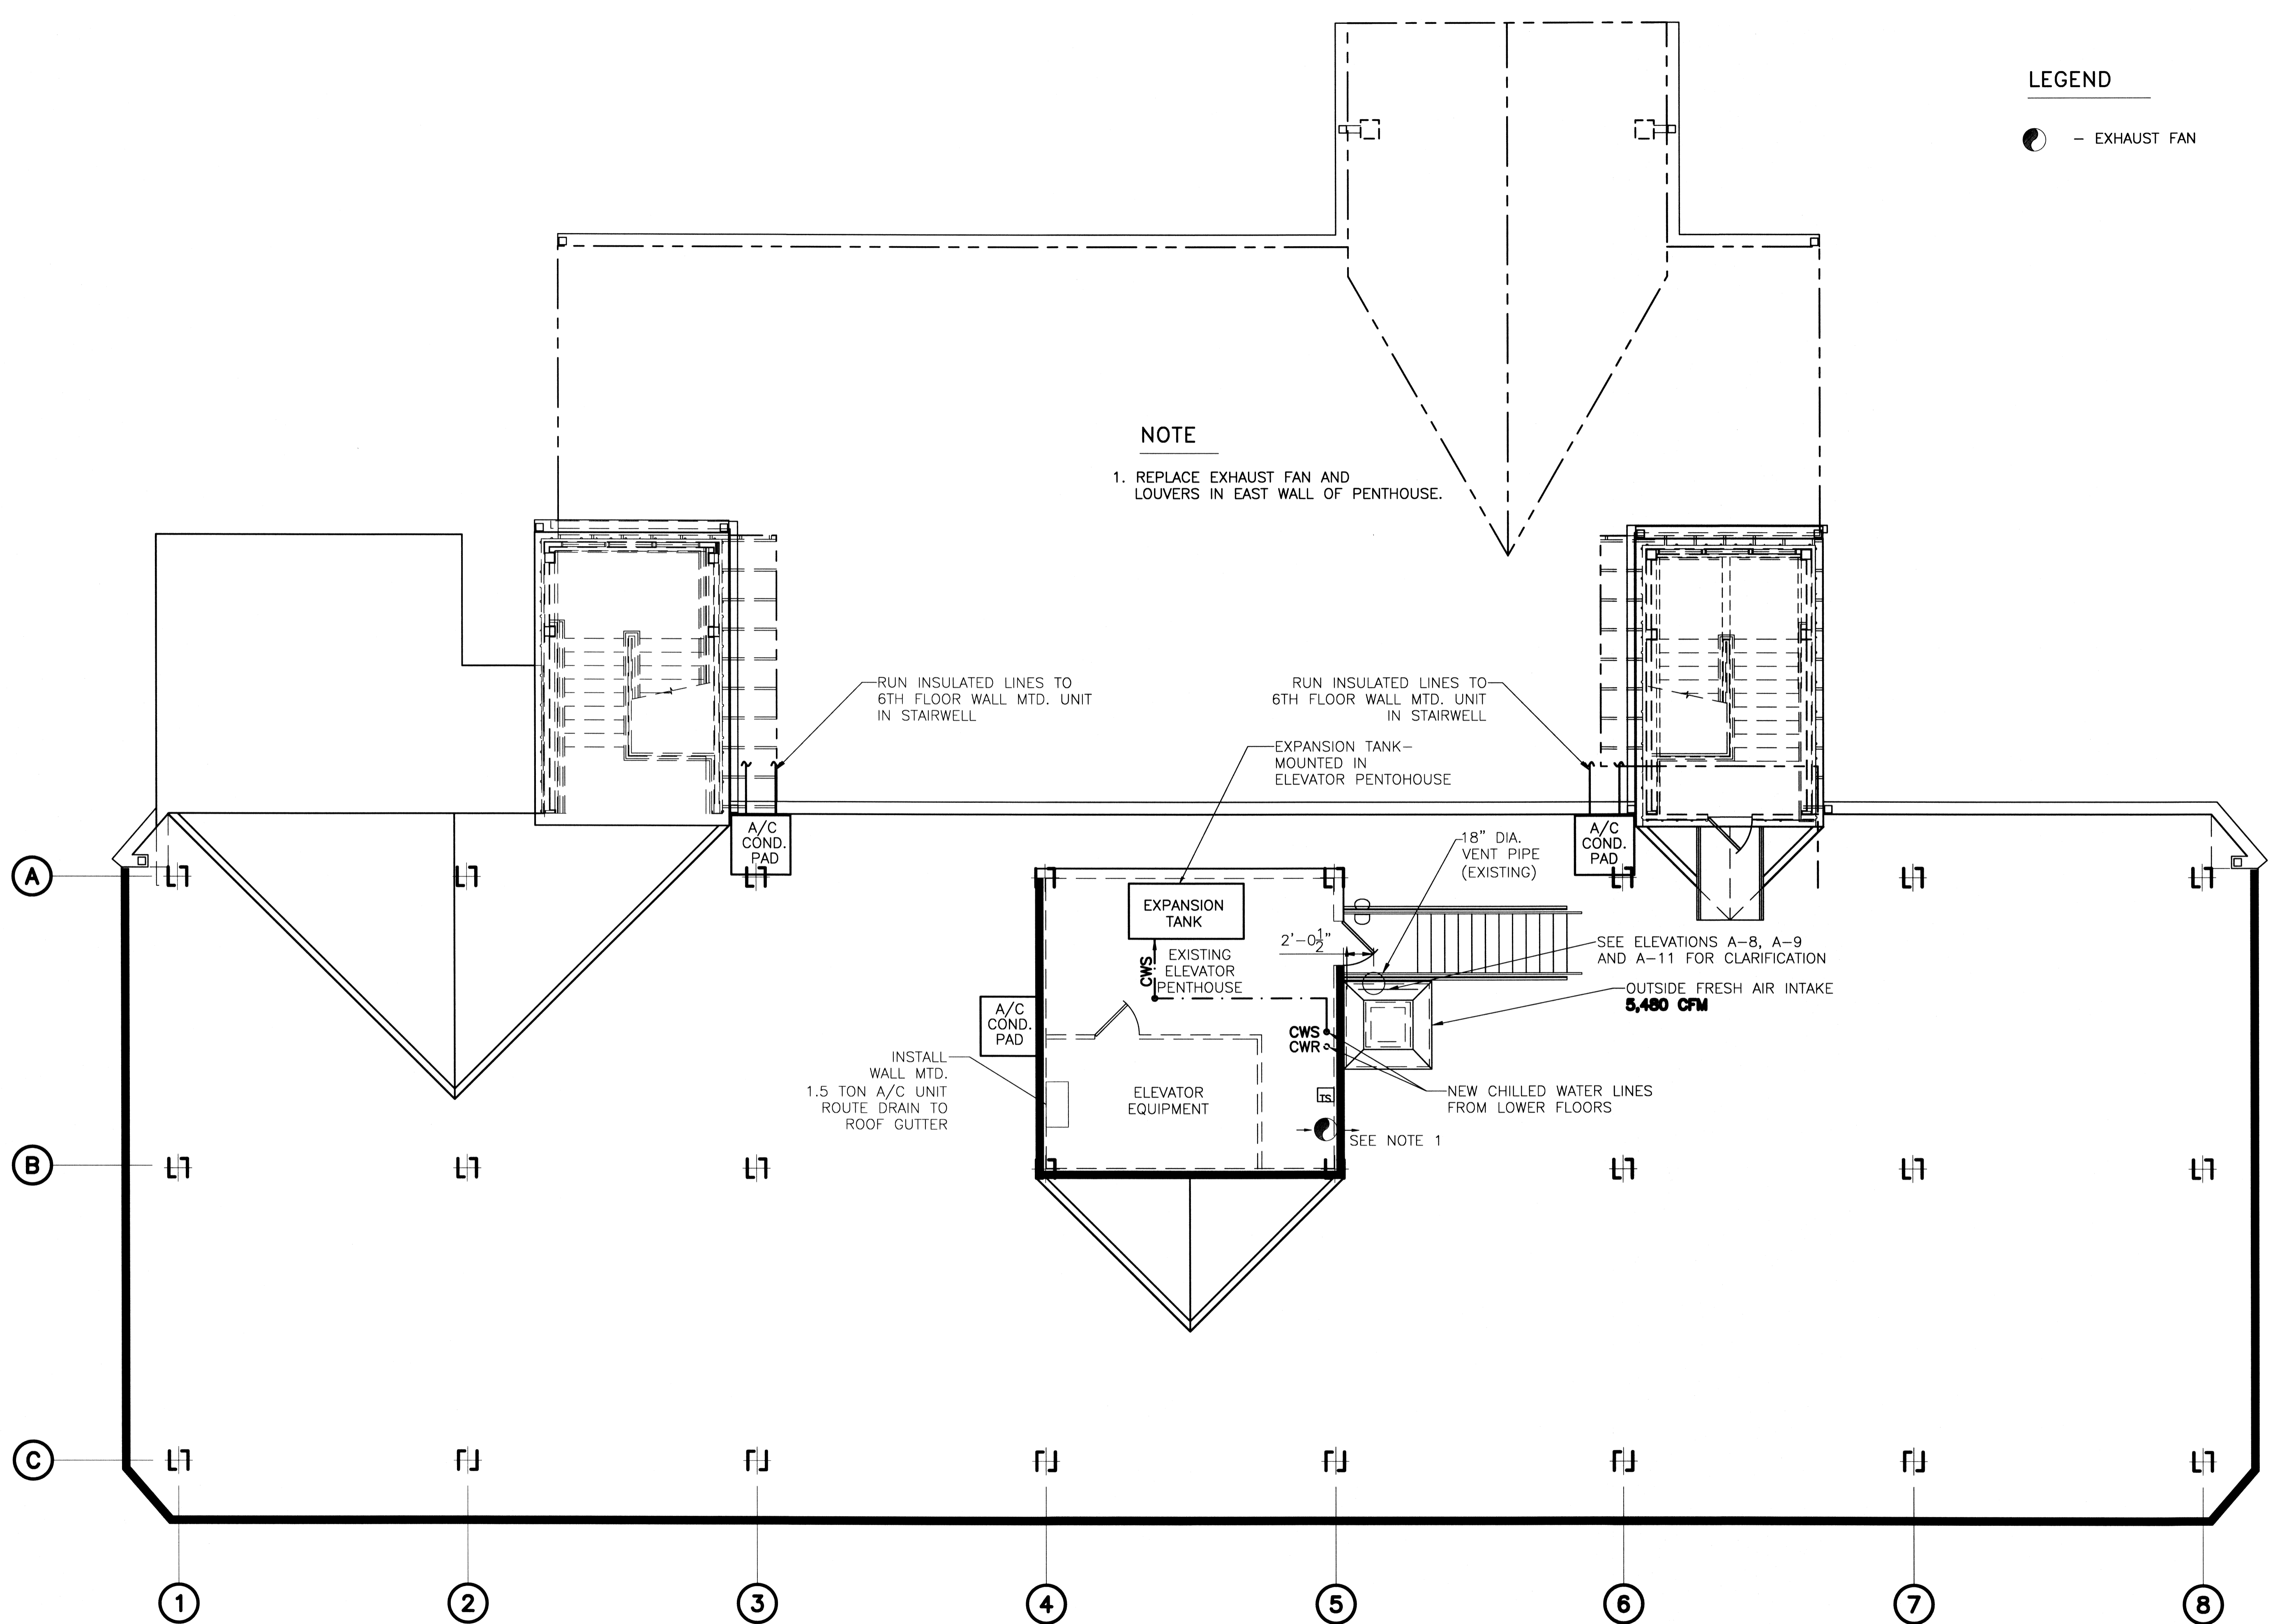 LEGEND
– EXHAUST FAN
NOTE
1. REPLACE EXHAUST FAN AND
LOUVERS IN EAST WALL OF PENTHOUSE.
RUN INSULATED LINES TO
6TH FLOOR WALL MTD. UNIT
IN STAIRWELL
RUN INSULATED LINES TO
6TH FLOOR WALL MTD. UNIT
IN STAIRWELL
EXPANSION TANK–
MOUNTED IN
ELEVATOR PENTOHOUSE
A/C
COND.
PAD
A/C
COND.
PAD
18" DIA.
VENT PIPE
(EXISTING)
A
EXPANSION
TANK
2'-0 1/2"
SEE ELEVATIONS A-8, A-9
AND A-11 FOR CLARIFICATION
CWS
EXISTING
ELEVATOR
PENTHOUSE
OUTSIDE FRESH AIR INTAKE
5,480 CFM
A/C
COND.
PAD
CWS
CWR
INSTALL
WALL MTD.
1.5 TON A/C UNIT
ROUTE DRAIN TO
ROOF GUTTER
ELEVATOR
EQUIPMENT
TS
NEW CHILLED WATER LINES
FROM LOWER FLOORS
SEE NOTE 1
B
C
1
2
3
4
5
6
7
8